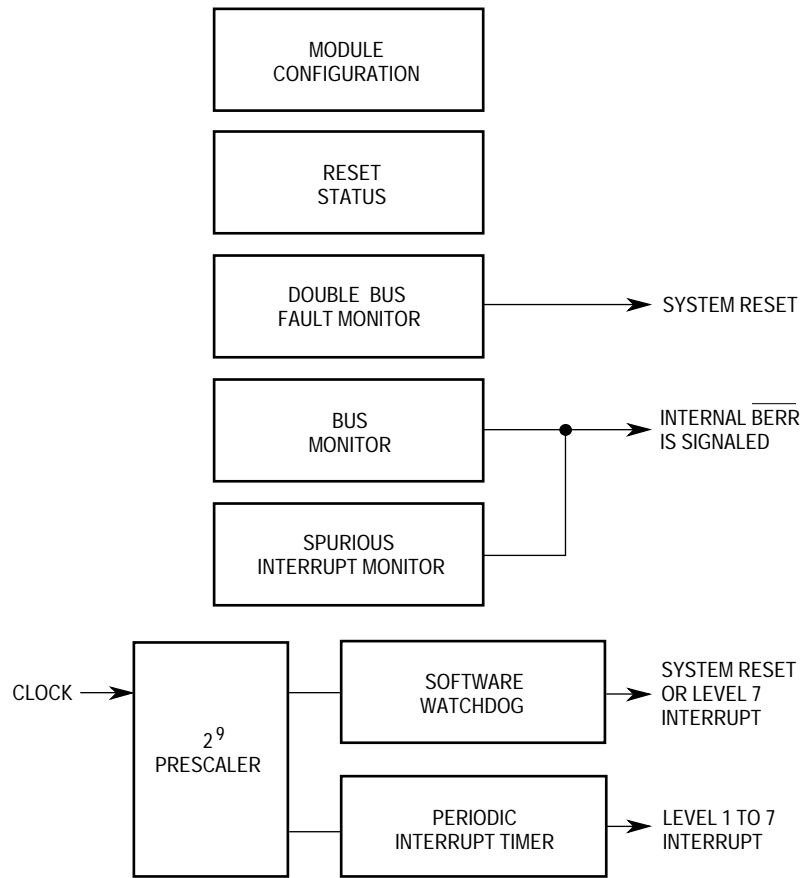 MODULE
CONFIGURATION
RESET
STATUS
DOUBLE BUS
FAULT MONITOR
SYSTEM RESET
BUS
MONITOR
INTERNAL BERR
IS SIGNALED
SPURIOUS
INTERRUPT MONITOR
CLOCK
2⁹
PRESCALER
SOFTWARE
WATCHDOG
SYSTEM RESET
OR LEVEL 7
INTERRUPT
PERIODIC
INTERRUPT TIMER
LEVEL 1 TO 7
INTERRUPT